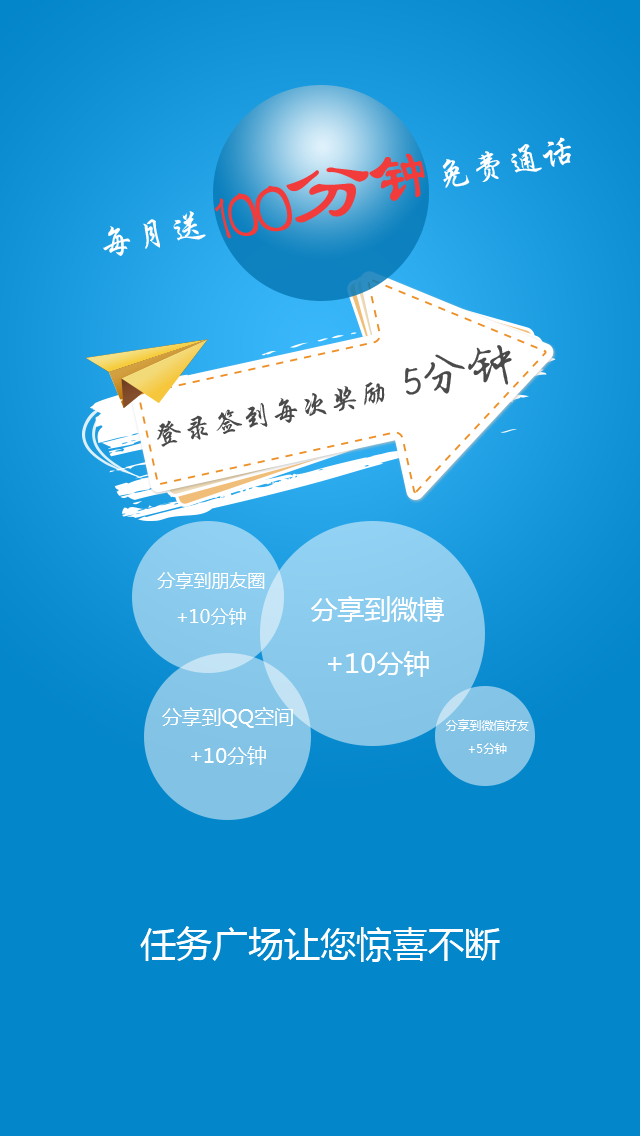 每月送100分钟免费通话
登录签到每次奖励 5分钟
分享到朋友圈
+10分钟
分享到微博
+10分钟
分享到QQ空间
+10分钟
分享到微信好友
+5分钟
任务广场让您惊喜不断